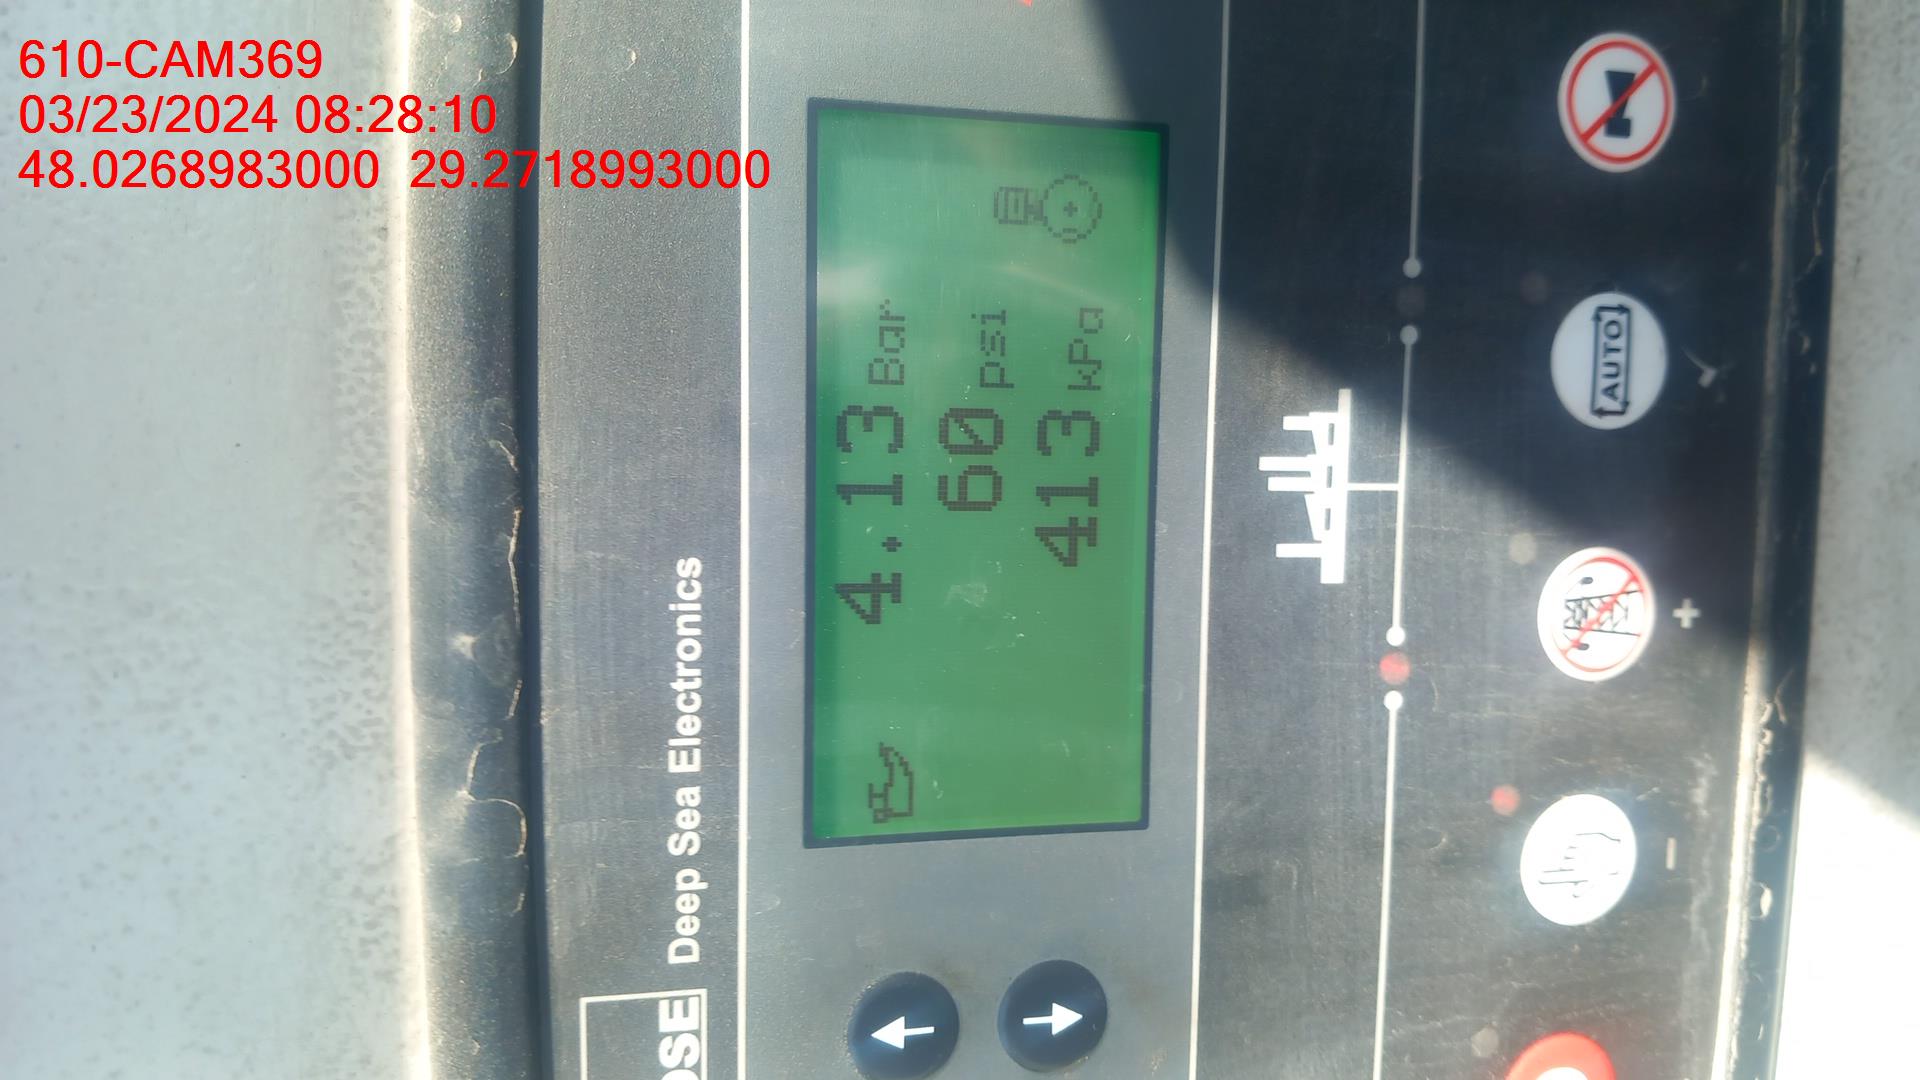 610-CAM369
03/23/2024 08:28:10
48.0268983000 29.2718993000
DSE Deep Sea Electronics
4.13 Bar
60 psi
413 kPa
AUTO
+
-